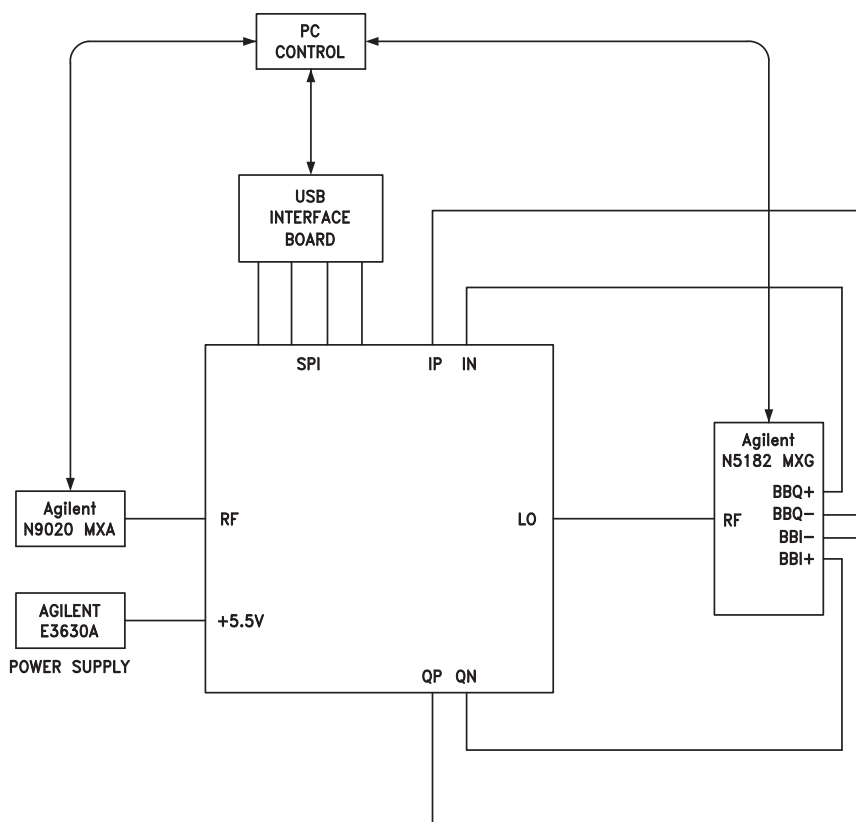 PC
CONTROL
USB
INTERFACE
BOARD
SPI
IP IN
Agilent
N5182 MXG
BBQ+
BBQ-
BBI-
BBI+
RF
Agilent
N9020 MXA
RF
LO
AGILENT
E3630A
+5.5V
POWER SUPPLY
QP QN